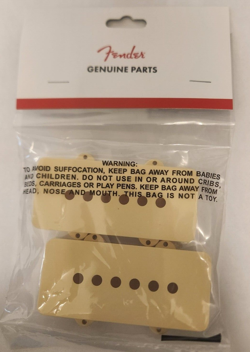 Fender
GENUINE PARTS
WARNING:
TO AVOID SUFFOCATION, KEEP BAG AWAY FROM BABIES
AND CHILDREN. DO NOT USE IN OR AROUND CRIBS,
BEDS, CARRIAGES OR PLAY PENS. KEEP BAG AWAY FROM
HEAD, NOSE AND MOUTH. THIS BAG IS NOT A TOY.